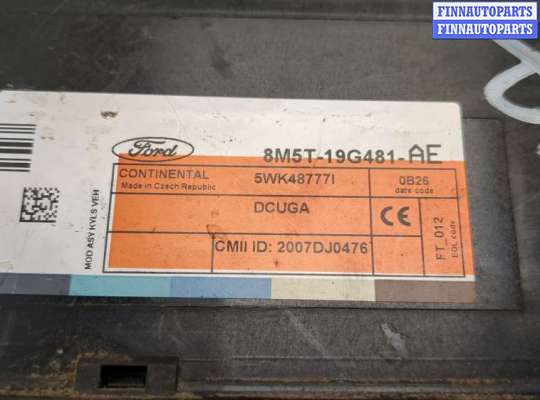 FINNAUTOPARTS
FINNAUTOPARTS
Ford
8M5T-19G481-AE
CONTINENTAL
Made in Czech Republic
5WK48777I
0B26
date code
DCUGA
CE
CMII ID: 2007DJ0476
FT_012
EOL conv
MOD ASY KYLS VEH